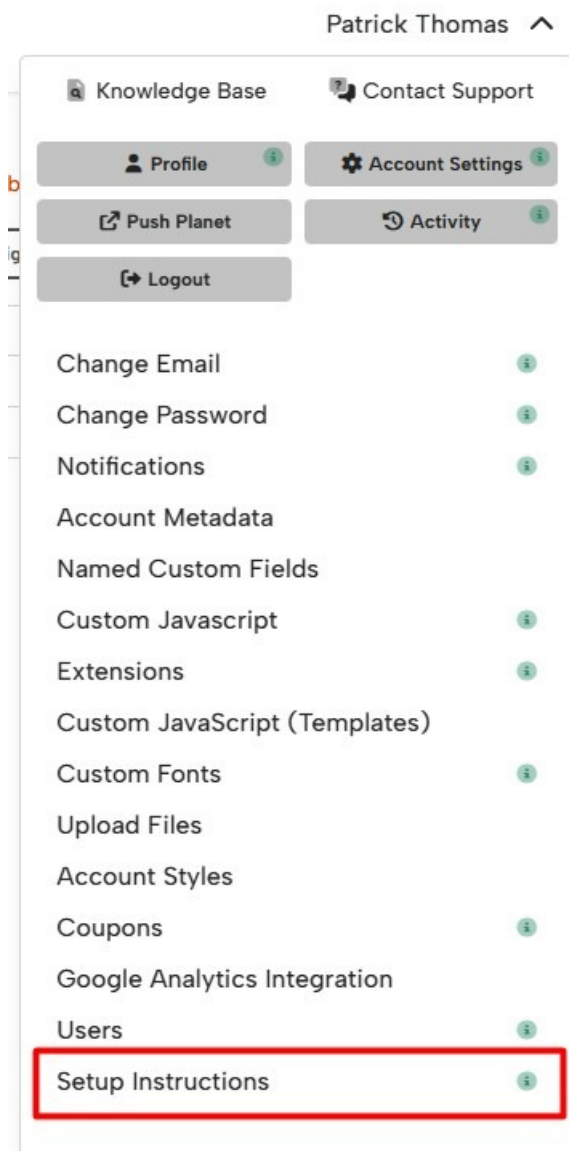 Patrick Thomas
Knowledge Base Contact Support
Profile Account Settings
b
Push Planet Activity
ig
Logout
Change Email
Change Password
Notifications
Account Metadata
Named Custom Fields
Custom Javascript
Extensions
Custom JavaScript (Templates)
Custom Fonts
Upload Files
Account Styles
Coupons
Google Analytics Integration
Users
Setup Instructions